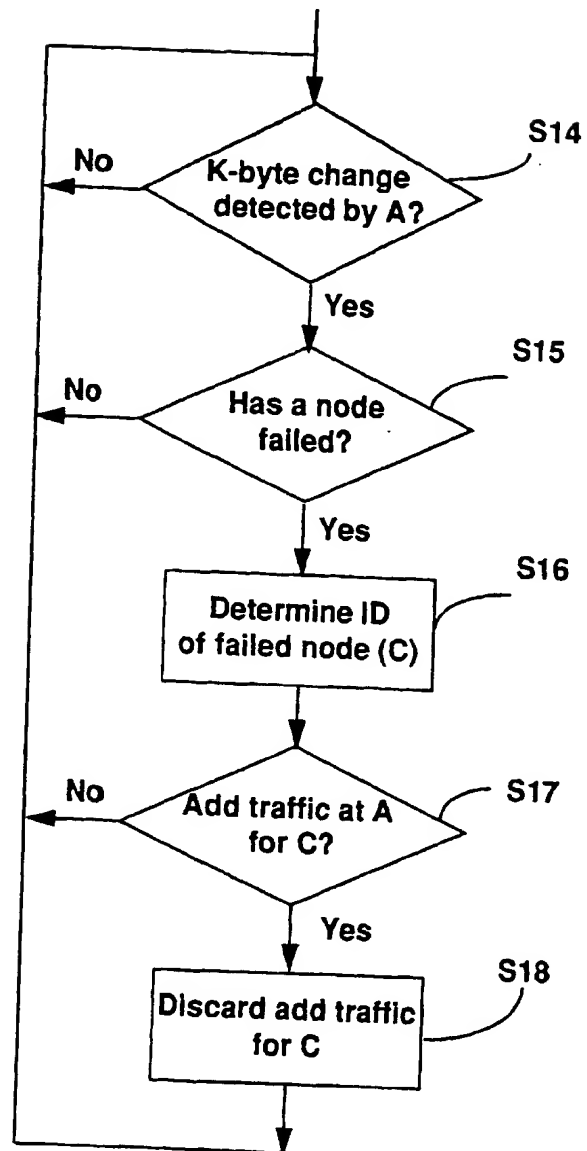 S14
No
K-byte change
detected by A?
Yes
S15
No
Has a node
failed?
Yes
S16
Determine ID
of failed node (C)
No
S17
Add traffic at A
for C?
Yes
S18
Discard add traffic
for C